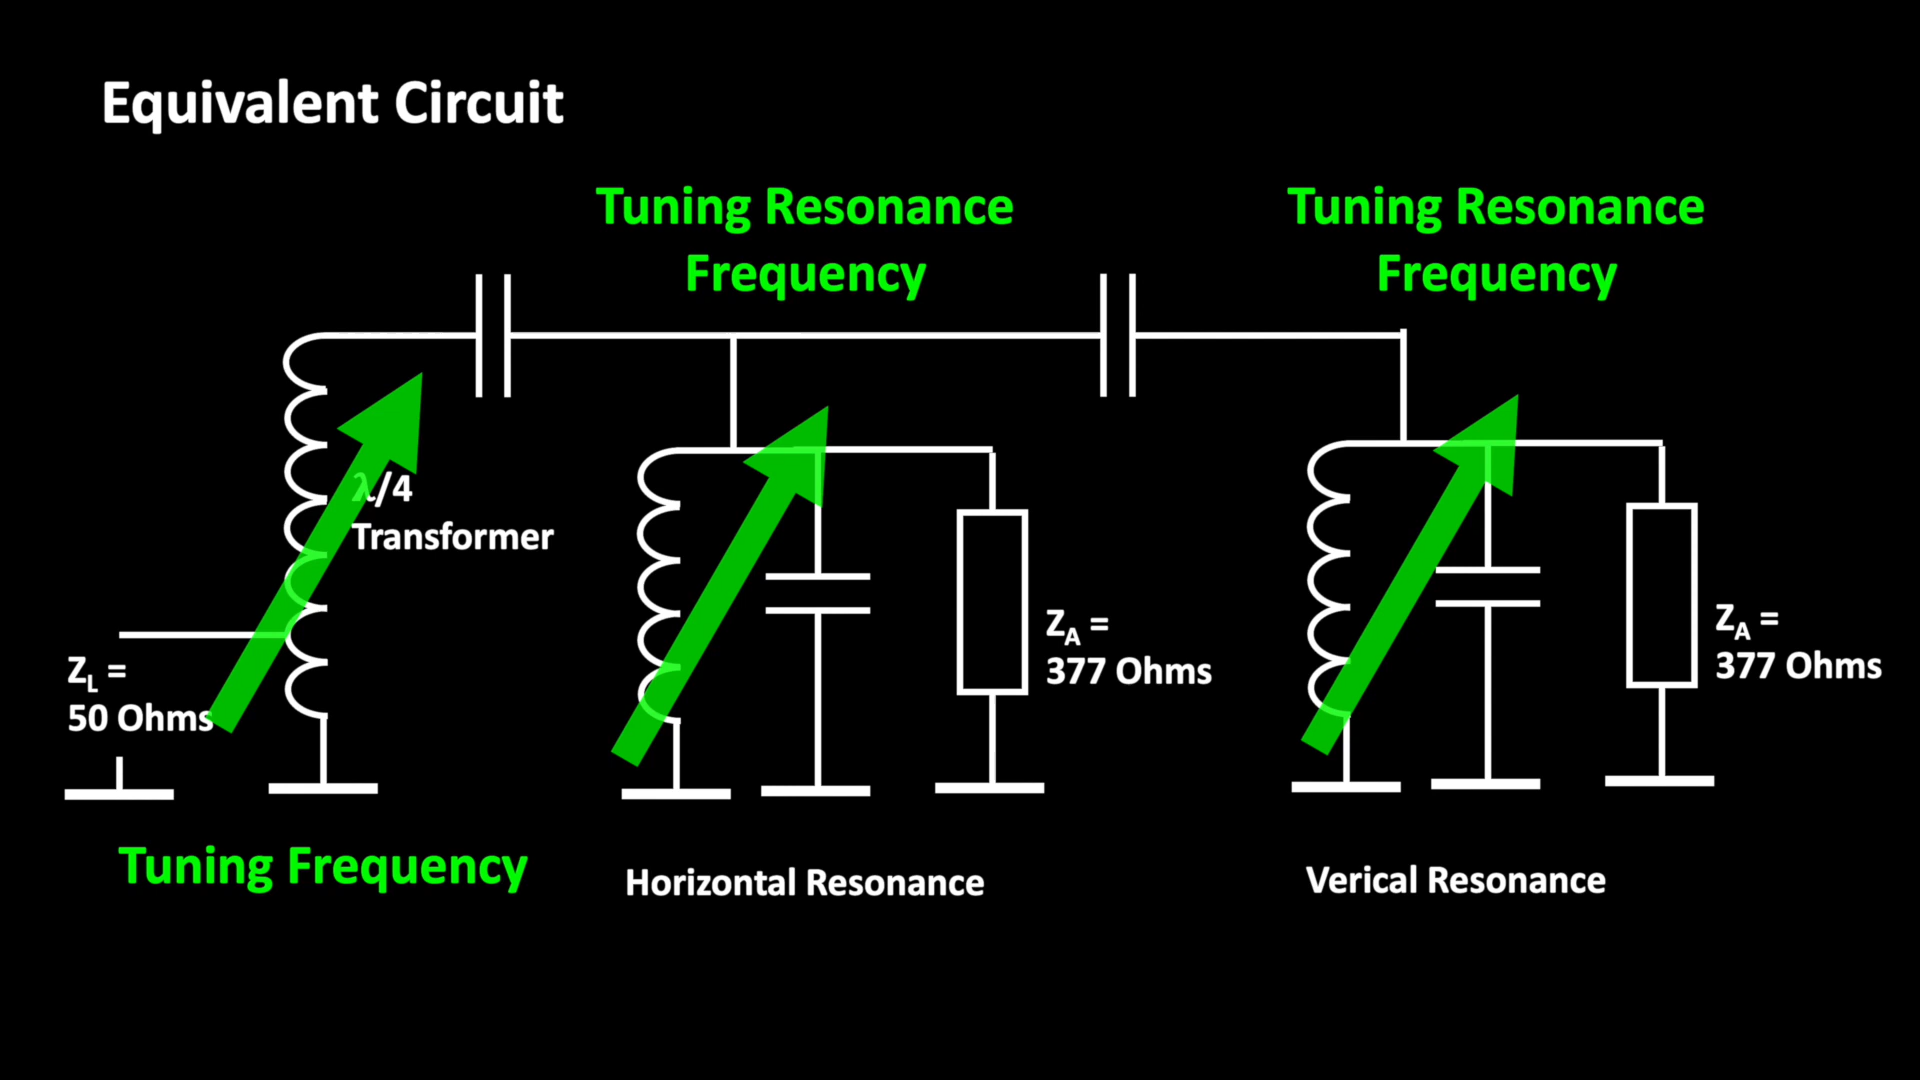 Equivalent Circuit
Tuning Resonance
Frequency
Tuning Resonance
Frequency
λ/4
Transformer
ZL =
50 Ohms
ZA =
377 Ohms
ZA =
377 Ohms
Tuning Frequency
Horizontal Resonance
Verical Resonance